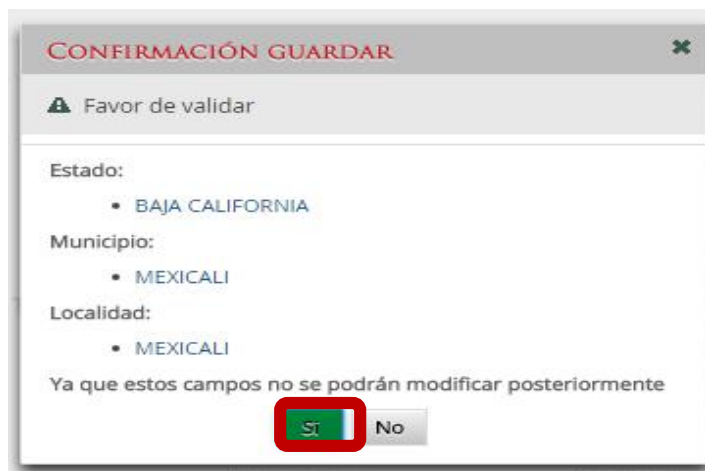 CONFIRMACIÓN GUARDAR
Favor de validar
Estado:
• BAJA CALIFORNIA
Municipio:
• MEXICALI
Localidad:
• MEXICALI
Ya que estos campos no se podrán modificar posteriormente
Sí No